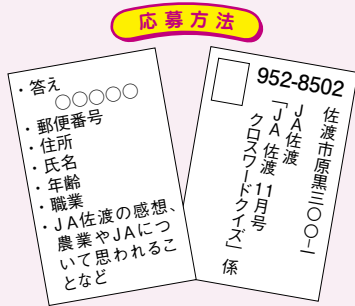 応募方法
・答え
○○○○○
・郵便番号
・住所
・氏名
・年齢
・職業
・JA佐渡の感想、
農業やJAにつ
いて思われるこ
となど
952-8502
佐渡市原黒三〇〇―一
JA佐渡
「JA佐渡 11月号
クロスワードクイズ」係